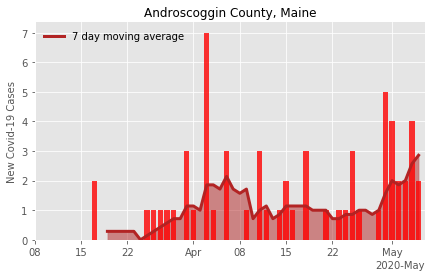 Androscoggin County, Maine
7 day moving average
New Covid-19 Cases
7
6
5
4
3
2
1
0
08 15 22 Apr 08 15 22 May
2020-May